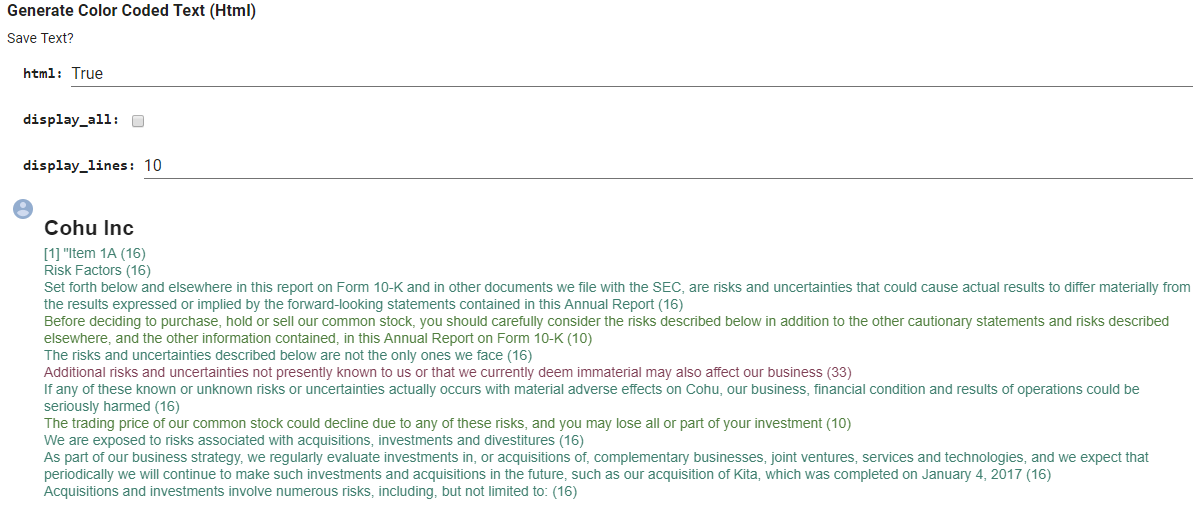 Generate Color Coded Text (Html)
Save Text?
html: True
display_all:
display_lines: 10
Cohu Inc
[1] "Item 1A (16)
Risk Factors (16)
Set forth below and elsewhere in this report on Form 10-K and in other documents we file with the SEC, are risks and uncertainties that could cause actual results to differ materially from
the results expressed or implied by the forward-looking statements contained in this Annual Report (16)
Before deciding to purchase, hold or sell our common stock, you should carefully consider the risks described below in addition to the other cautionary statements and risks described
elsewhere, and the other information contained, in this Annual Report on Form 10-K (10)
The risks and uncertainties described below are not the only ones we face (16)
Additional risks and uncertainties not presently known to us or that we currently deem immaterial may also affect our business (33)
If any of these known or unknown risks or uncertainties actually occurs with material adverse effects on Cohu, our business, financial condition and results of operations could be
seriously harmed (16)
The trading price of our common stock could decline due to any of these risks, and you may lose all or part of your investment (10)
We are exposed to risks associated with acquisitions, investments and divestitures (16)
As part of our business strategy, we regularly evaluate investments in, or acquisitions of, complementary businesses, joint ventures, services and technologies, and we expect that
periodically we will continue to make such investments and acquisitions in the future, such as our acquisition of Kita, which was completed on January 4, 2017 (16)
Acquisitions and investments involve numerous risks, including, but not limited to: (16)